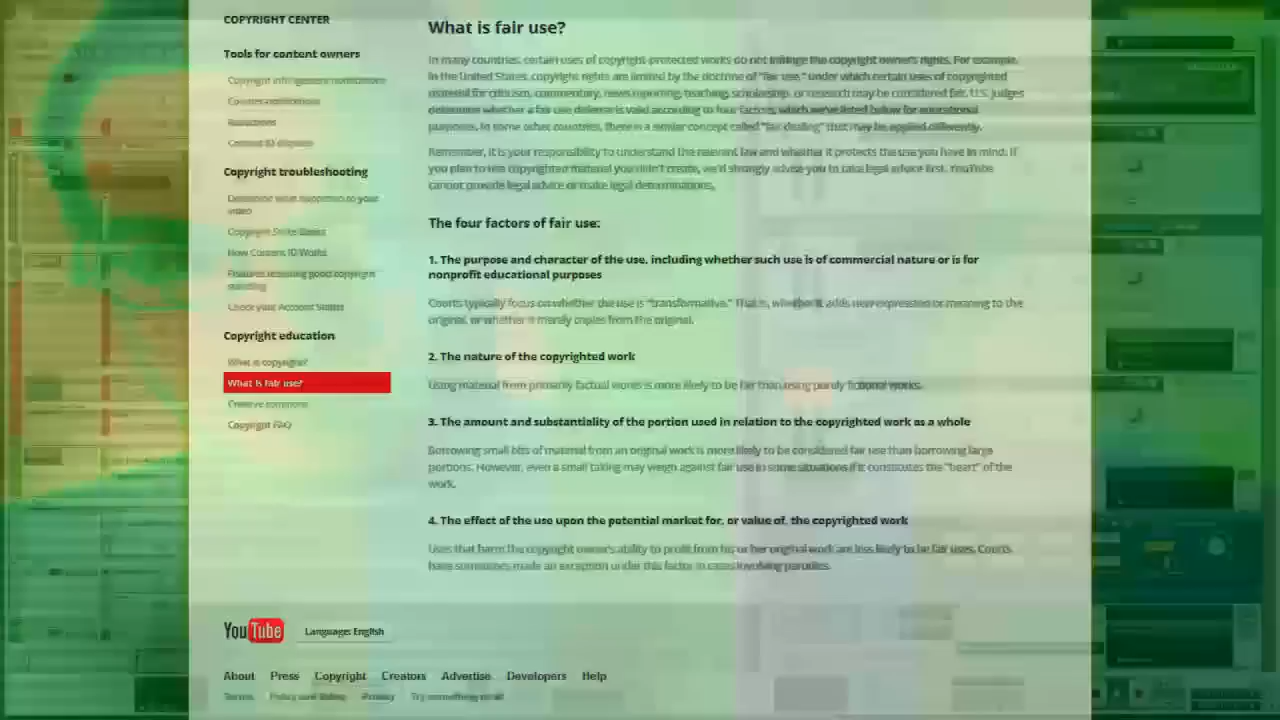 COPYRIGHT CENTER
Tools for content owners
Copyright infringement notifications
Counter-notifications
Retractions
Content ID disputes
Copyright troubleshooting
your
video
Copyright Strike Basics
How Content ID Works
Features requiring good copyright
standing
Check your Account Status
Copyright education
What is copyright?
What is fair use?
Creative commons
Copyright FAQ
What is fair use?
In many countries, certain uses of copyright-protected works do not infringe the copyright owner's rights. For example,
in the United States, copyright rights are limited by the doctrine of "fair use," under which certain uses of copyrighted
material for criticism, commentary, news reporting, teaching, scholarship, or research may be considered fair. U.S. judges
determine whether a fair use defense is valid according to four factors, which we've listed below for educational
purposes. In some other countries, there is a similar concept called "fair dealing" that may be applied differently.
Remember, it is your responsibility to understand the relevant law and whether it protects the use you have in mind. If
you plan to use copyrighted material you didn't create, we'd strongly advise you to take legal advice first. YouTube
cannot provide legal advice or make legal determinations.
The four factors of fair use:
1. The purpose and character of the use, including whether such use is of commercial nature or is for
nonprofit educational purposes
Courts typically focus on whether the use is "transformative." That is, whether it adds new expression or meaning to the
original, or whether it merely copies from the original.
2. The nature of the copyrighted work
Using material from primarily factual works is more likely to be fair than using purely fictional works.
3. The amount and substantiality of the portion used in relation to the copyrighted work as a whole
Borrowing small bits of material from an original work is more likely to be considered fair use than borrowing large
portions. However, even a small taking may weigh against fair use in some situations if it constitutes the "heart" of the
work.
4. The effect of the use upon the potential market for, or value of, the copyrighted work
Uses that harm the copyright owner's ability to profit from his or her original work are less likely to be fair uses. Courts
have sometimes made an exception under this factor in cases involving parodies.
YouTube
Language: English
About Press Copyright Creators Advertise Developers Help
Terms Policy and Safety Privacy Try something new!